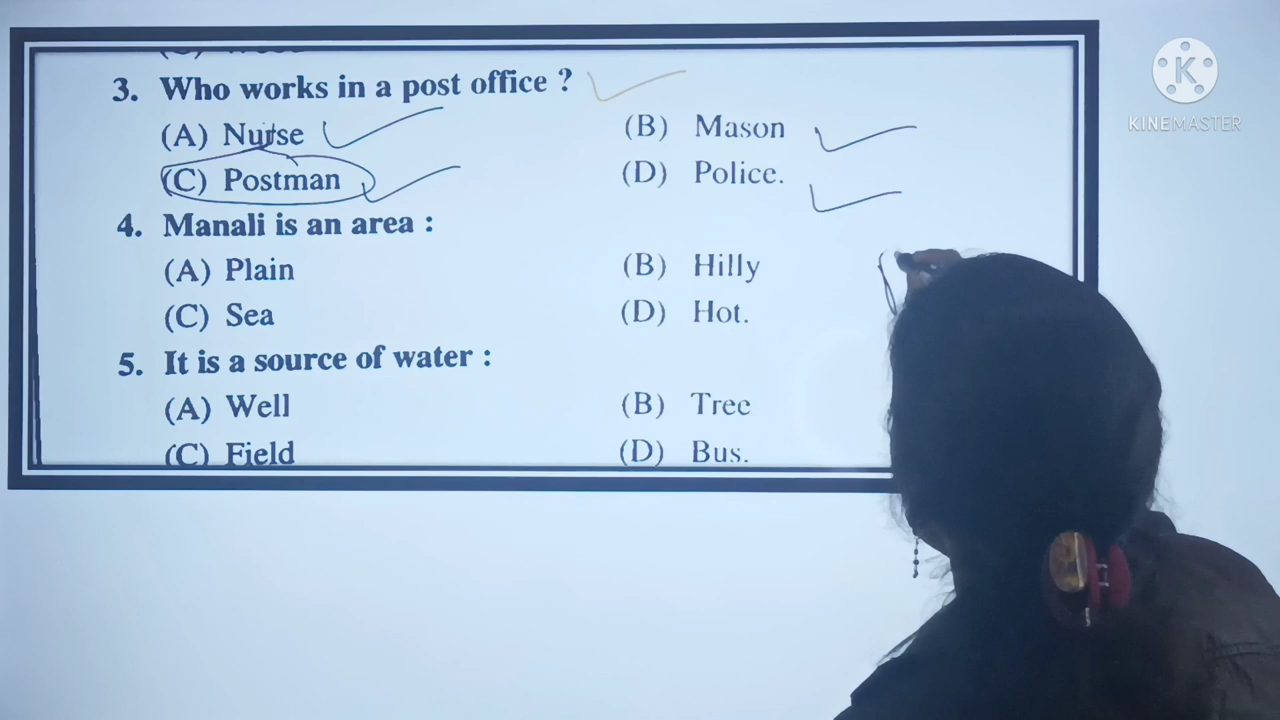 3. Who works in a post office ?
(A) Nurse (B) Mason
(C) Postman (D) Police.
4. Manali is an area :
(A) Plain (B) Hilly
(C) Sea (D) Hot.
5. It is a source of water :
(A) Well (B) Tree
(C) Field (D) Bus.
KINEMASTER